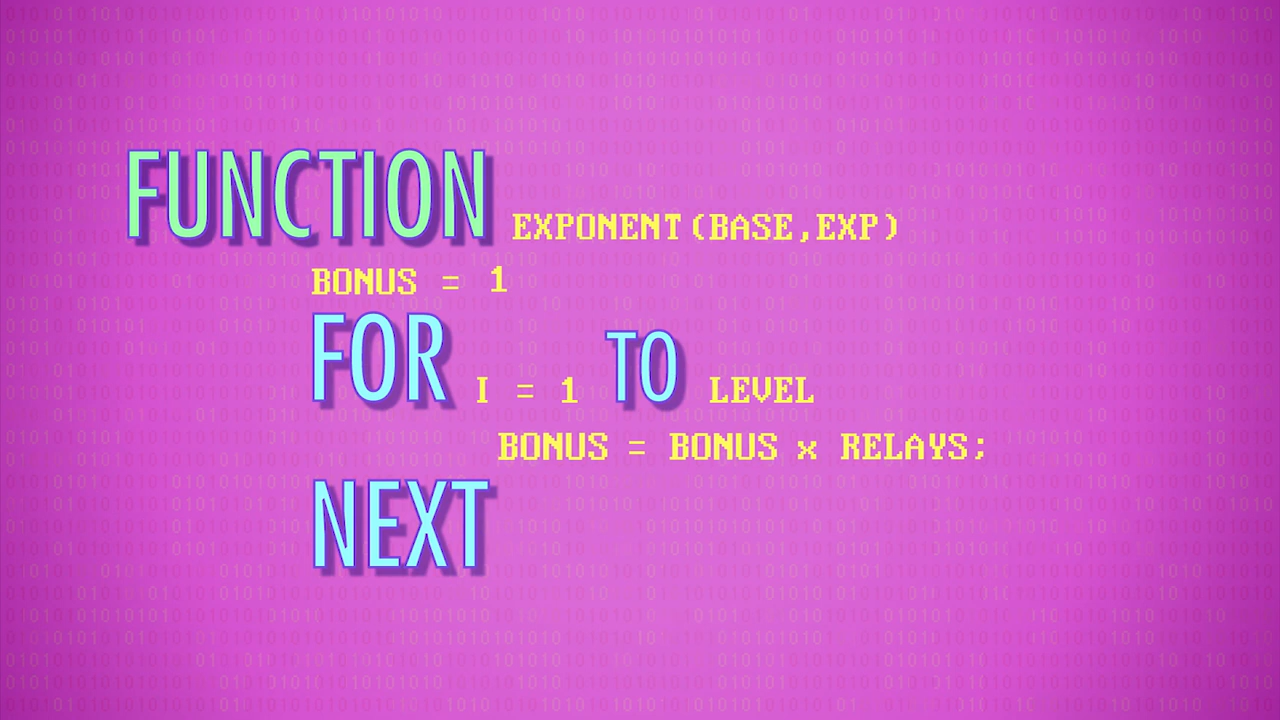 FUNCTION EXPONENT(BASE,EXP)
BONUS = 1
FOR I = 1 TO LEVEL
BONUS = BONUS x RELAYS;
NEXT